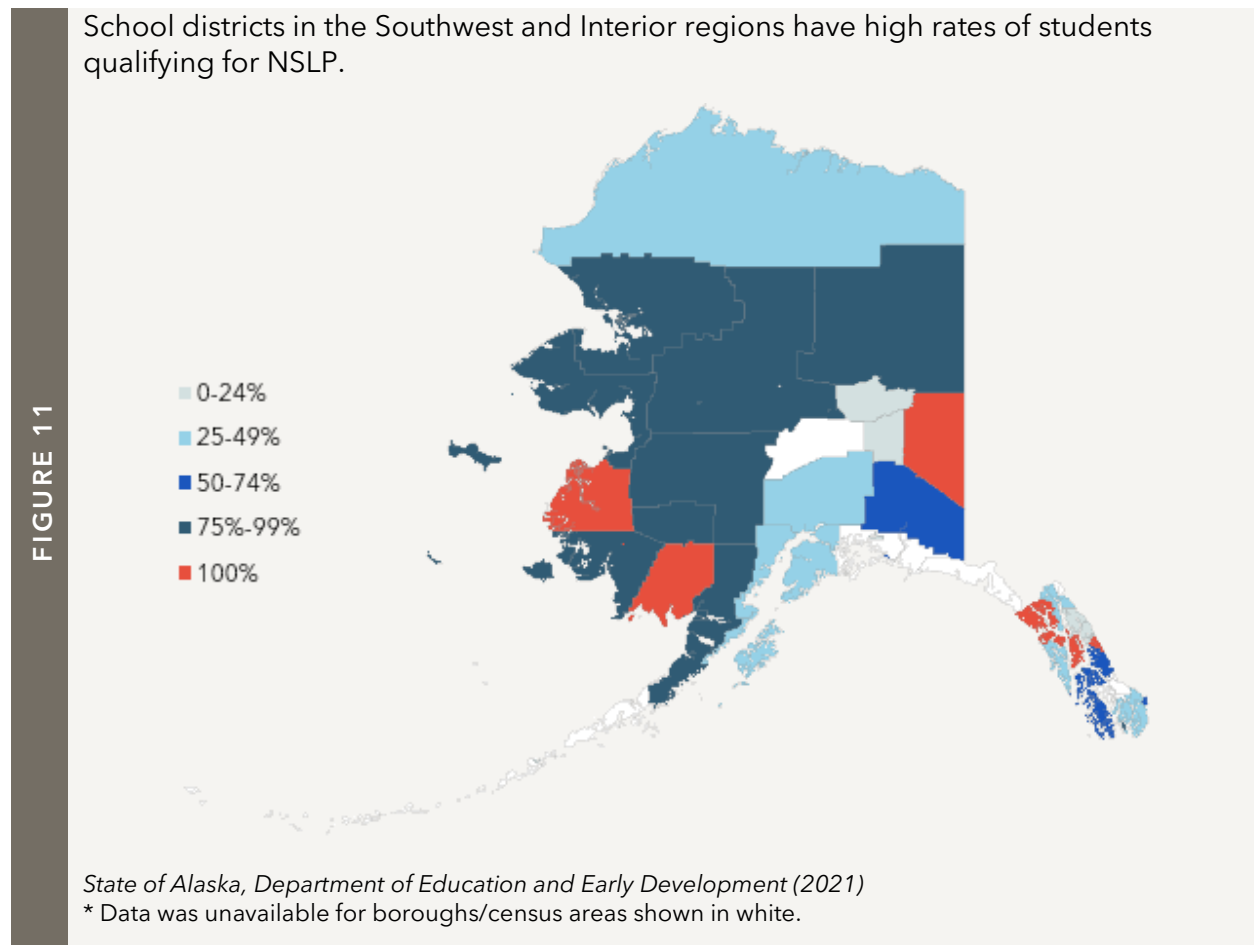 School districts in the Southwest and Interior regions have high rates of students
qualifying for NSLP.
FIGURE 11
0-24%
25-49%
50-74%
75%-99%
100%
State of Alaska, Department of Education and Early Development (2021)
* Data was unavailable for boroughs/census areas shown in white.